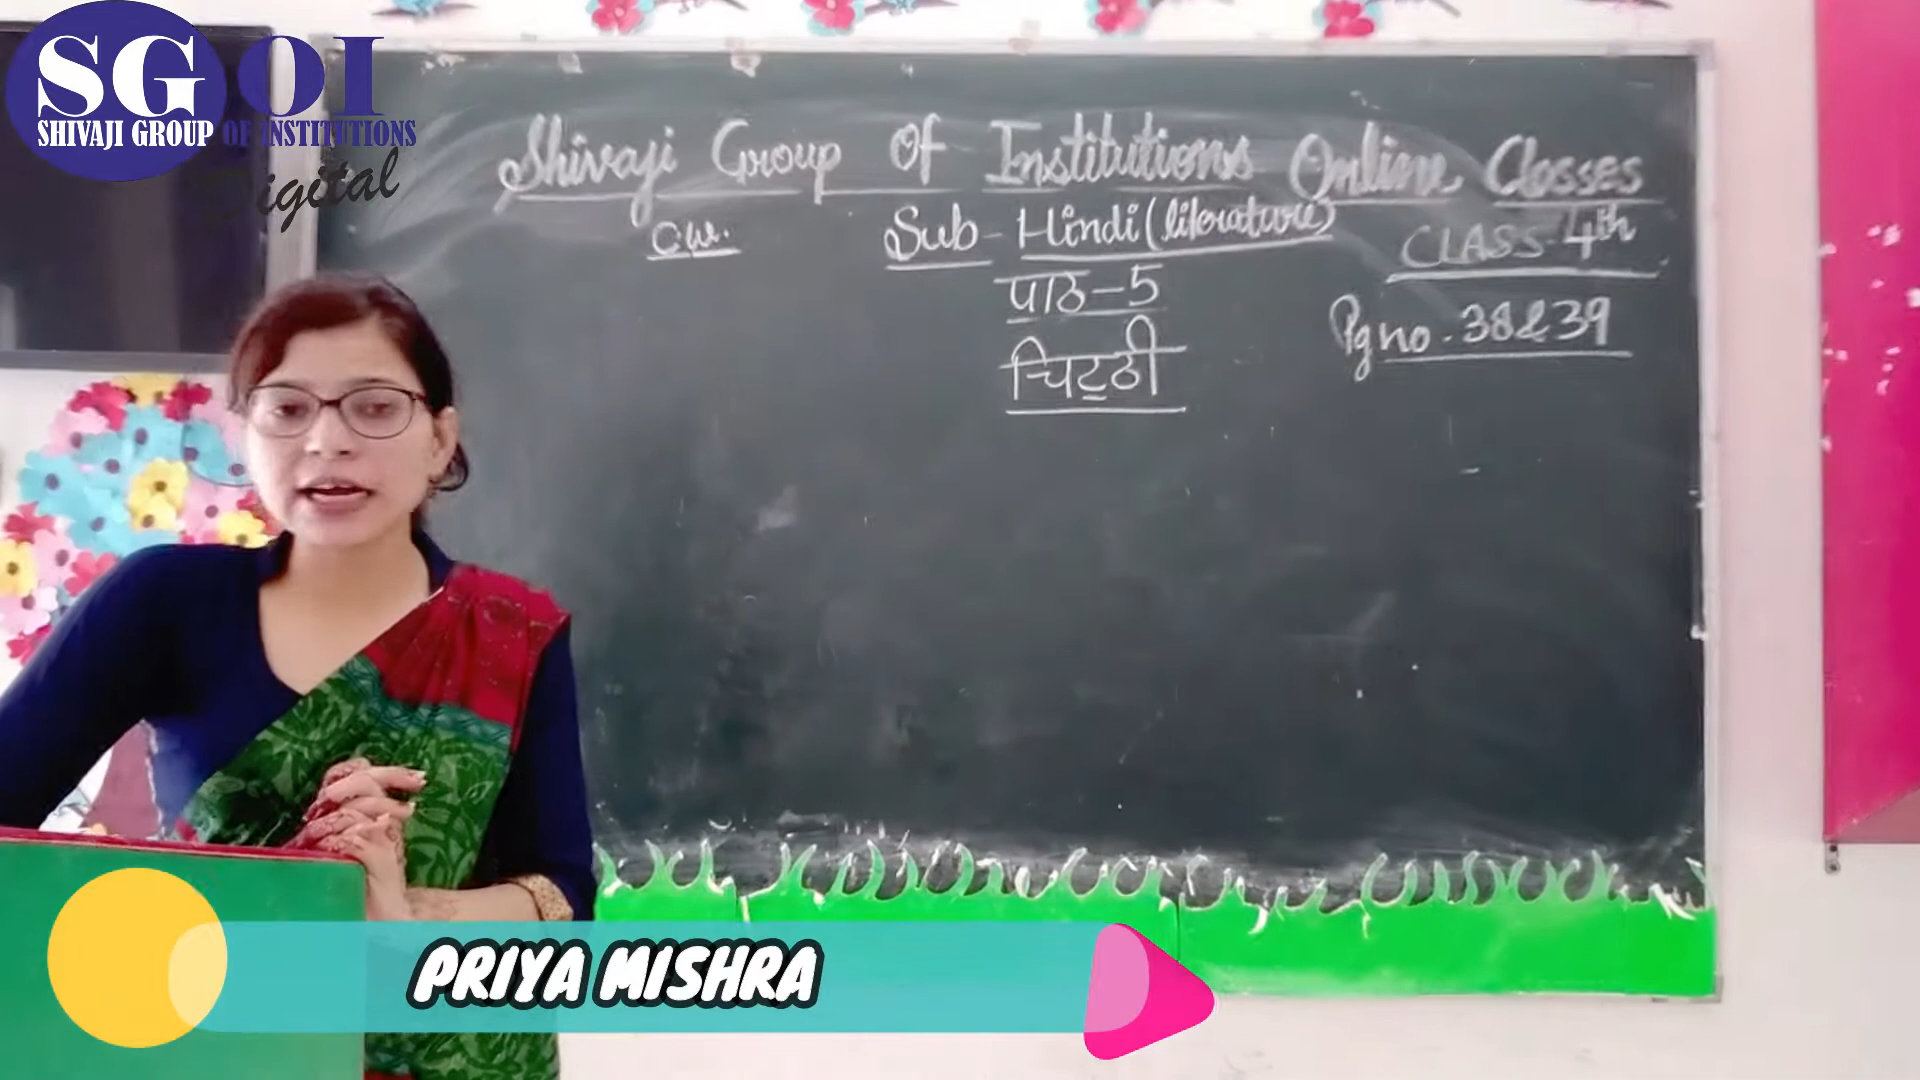 SGOI
SHIVAJI GROUP OF INSTITUTIONS
Digital
Shivaji Group Of Institutions Online Classes
C.W.
Sub - Hindi (literature)
CLASS-4th
पाठ-5
Pg no. 38&39
चिट्ठी
PRIYA MISHRA